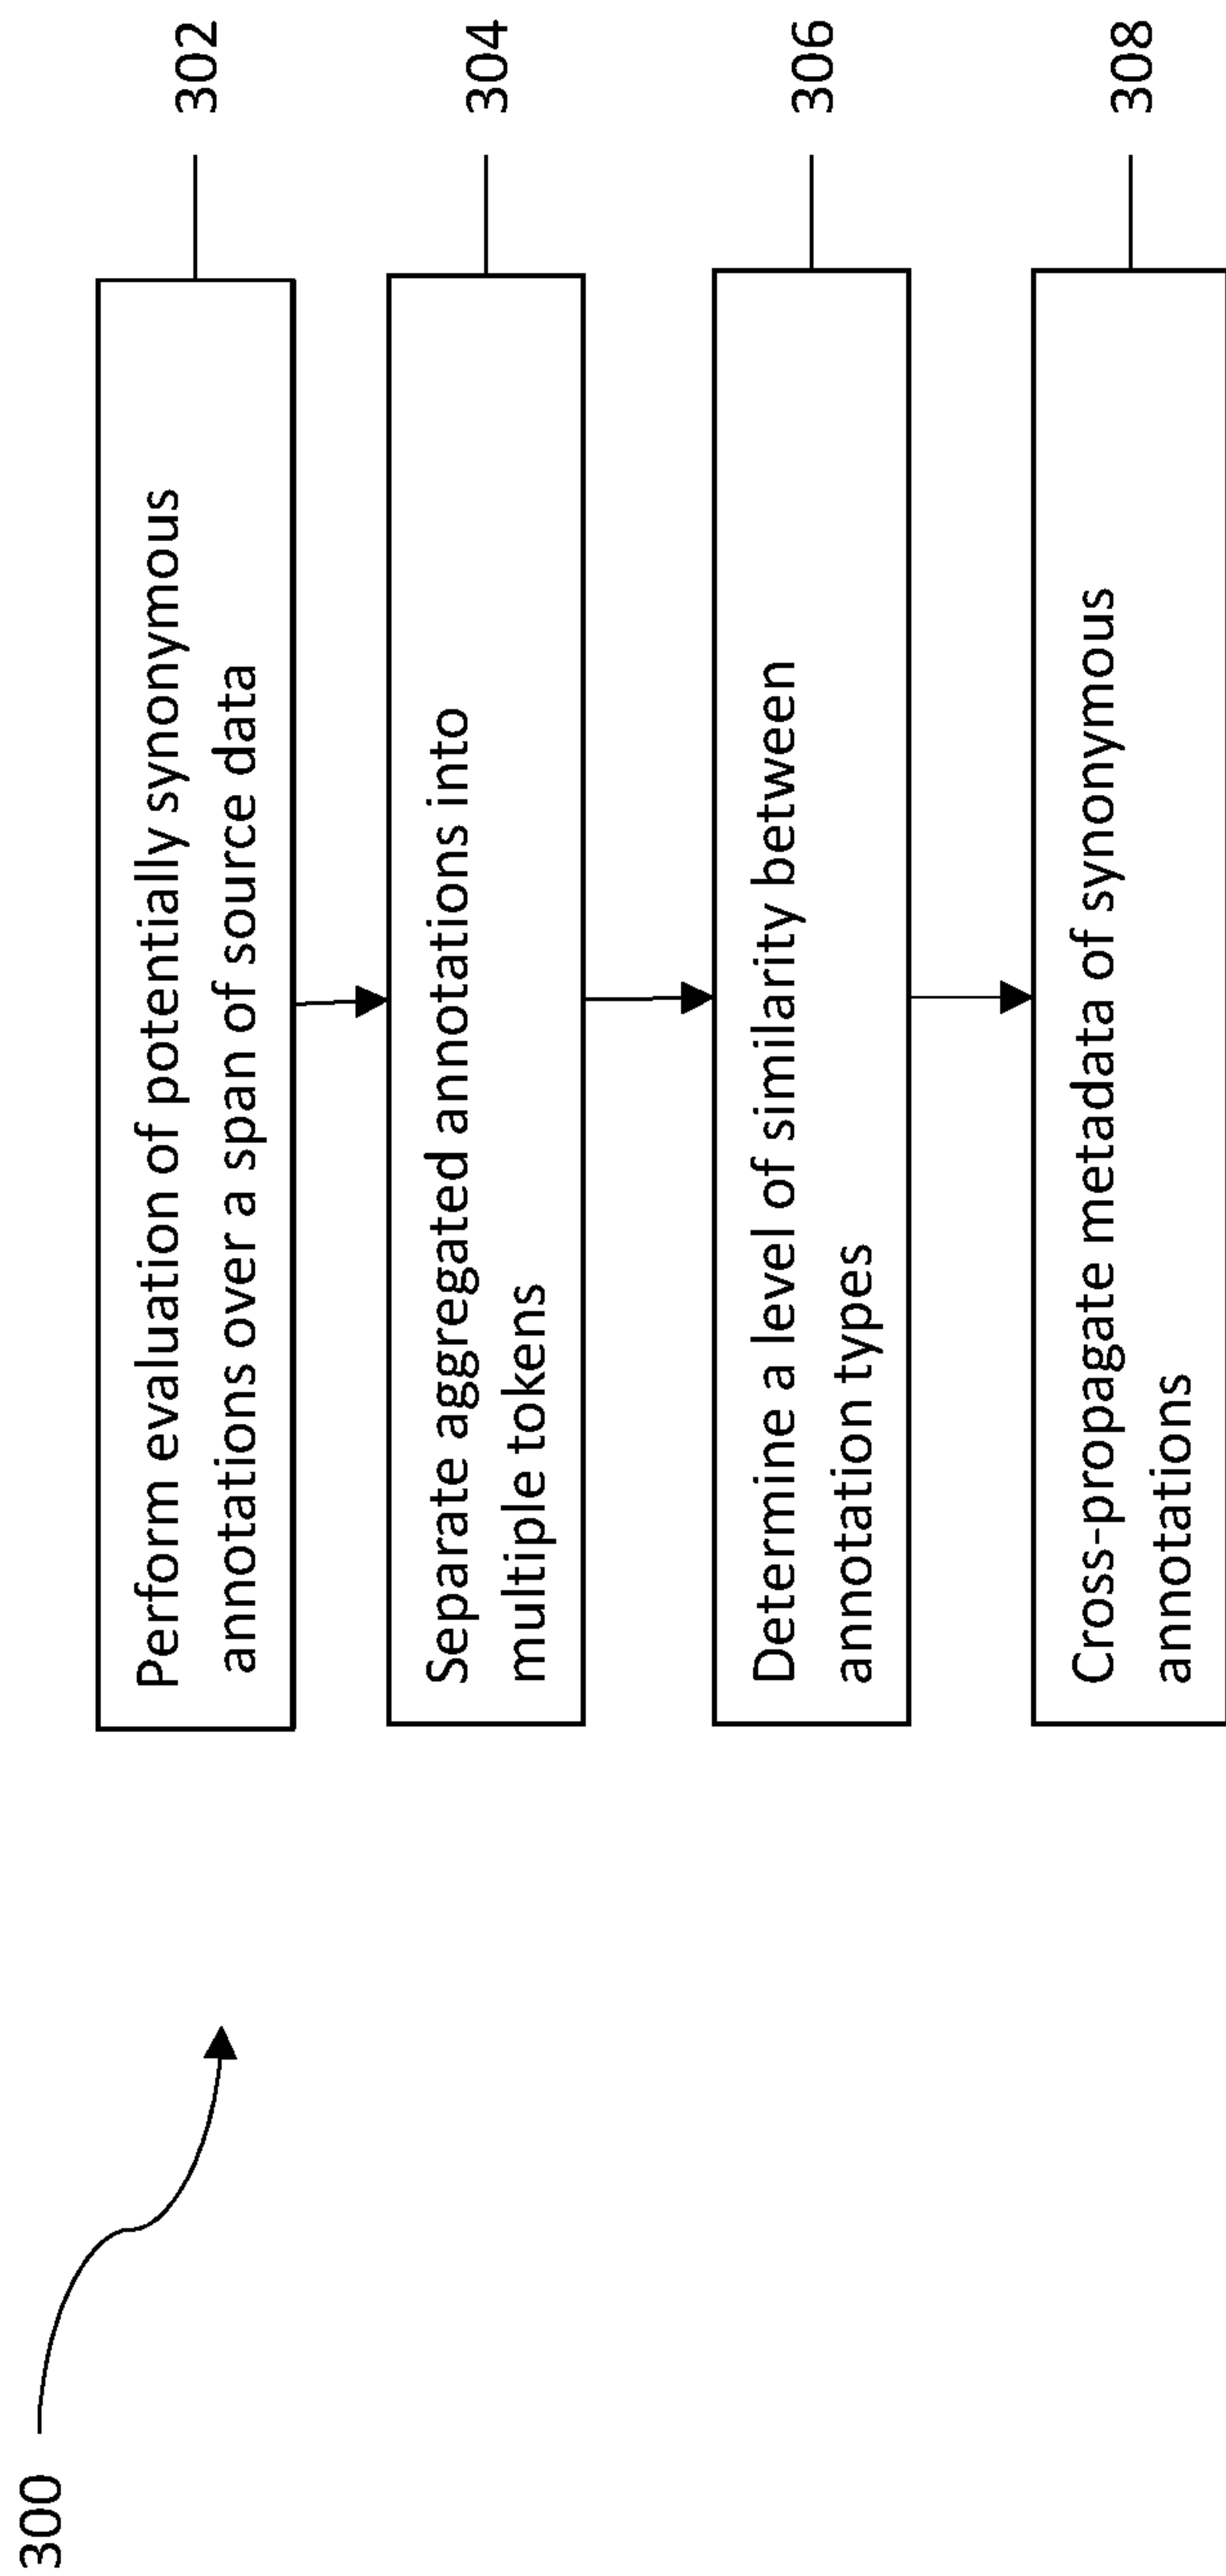 300
Perform evaluation of potentially synonymous
annotations over a span of source data
302
Separate aggregated annotations into
multiple tokens
304
Determine a level of similarity between
annotation types
306
Cross-propagate metadata of synonymous
annotations
308